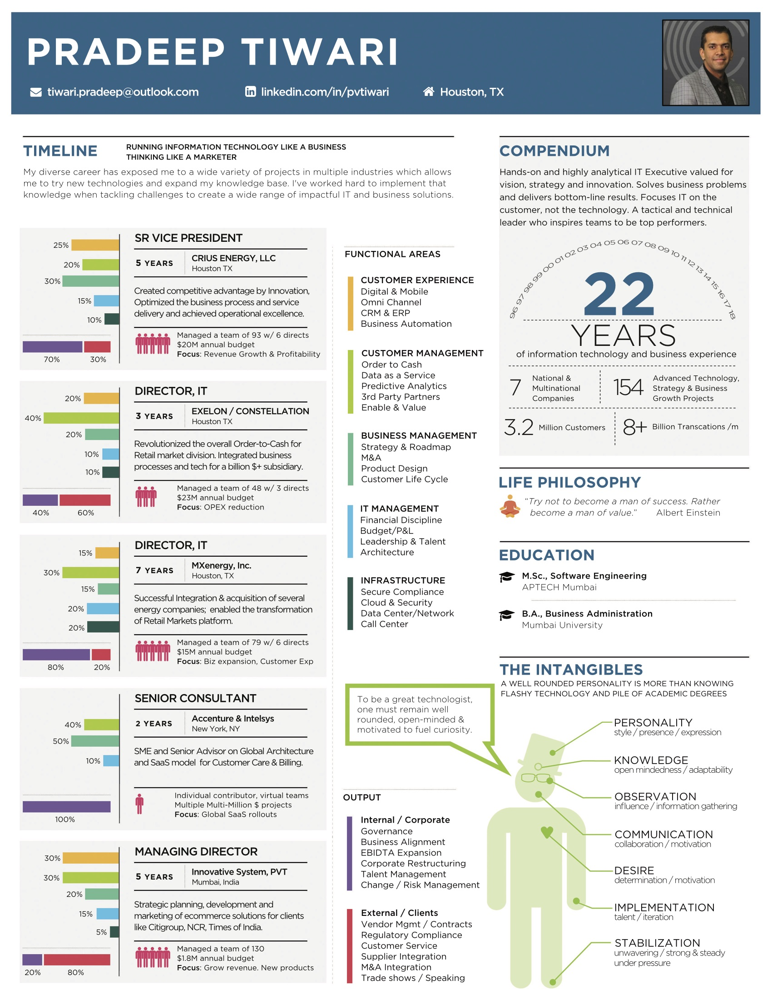 PRADEEP TIWARI
tiwari.pradeep@outlook.com
linkedin.com/in/pvtiwari
Houston, TX
TIMELINE
RUNNING INFORMATION TECHNOLOGY LIKE A BUSINESS
THINKING LIKE A MARKETER
My diverse career has exposed me to a wide variety of projects in multiple industries which allows
me to try new technologies and expand my knowledge base. I've worked hard to implement that
knowledge when tackling challenges to create a wide range of impactful IT and business solutions.
25%
20%
30%
15%
10%
70% 30%
SR VICE PRESIDENT
5 YEARS
CRIUS ENERGY, LLC
Houston TX
Created competitive advantage by Innovation,
Optimized the business process and service
delivery and achieved operational excellence.
Managed a team of 93 w/ 6 directs
$20M annual budget
Focus: Revenue Growth & Profitability
20%
40%
20%
10%
10%
40% 60%
DIRECTOR, IT
3 YEARS
EXELON / CONSTELLATION
Houston TX
Revolutionized the overall Order-to-Cash for
Retail market division. Integrated business
processes and tech for a billion $+ subsidiary.
Managed a team of 48 w/ 3 directs
$23M annual budget
Focus: OPEX reduction
15%
30%
15%
20%
20%
80% 20%
DIRECTOR, IT
7 YEARS
MXenergy, Inc.
Houston, TX
Successful Integration & acquisition of several
energy companies; enabled the transformation
of Retail Markets platform.
Managed a team of 79 w/ 6 directs
$15M annual budget
Focus: Biz expansion, Customer Exp
40%
50%
10%
100%
SENIOR CONSULTANT
2 YEARS
Accenture & Intelsys
New York, NY
SME and Senior Advisor on Global Architecture
and SaaS model for Customer Care & Billing.
Individual contributor, virtual teams
Multiple Multi-Million $ projects
Focus: Global SaaS rollouts
30%
30%
20%
15%
5%
20% 80%
MANAGING DIRECTOR
5 YEARS
Innovative System, PVT
Mumbai, India
Strategic planning, development and
marketing of ecommerce solutions for clients
like Citigroup, NCR, Times of India.
Managed a team of 130
$1.8M annual budget
Focus: Grow revenue. New products
FUNCTIONAL AREAS
CUSTOMER EXPERIENCE
Digital & Mobile
Omni Channel
CRM & ERP
Business Automation
CUSTOMER MANAGEMENT
Order to Cash
Data as a Service
Predictive Analytics
3rd Party Partners
Enable & Value
BUSINESS MANAGEMENT
Strategy & Roadmap
M&A
Product Design
Customer Life Cycle
IT MANAGEMENT
Financial Discipline
Budget/P&L
Leadership & Talent
Architecture
INFRASTRUCTURE
Secure Compliance
Cloud & Security
Data Center/Network
Call Center
To be a great technologist,
one must remain well
rounded, open-minded &
motivated to fuel curiosity.
OUTPUT
Internal / Corporate
Governance
Business Alignment
EBIDTA Expansion
Corporate Restructuring
Talent Management
Change / Risk Management
External / Clients
Vendor Mgmt / Contracts
Regulatory Compliance
Customer Service
Supplier Integration
M&A Integration
Trade shows / Speaking
COMPENDIUM
Hands-on and highly analytical IT Executive valued for
vision, strategy and innovation. Solves business problems
and delivers bottom-line results. Focuses IT on the
customer, not the technology. A tactical and technical
leader who inspires teams to be top performers.
96 97 98 99 00 01 02 03 04 05 06 07 08 09 10 11 12 13 14 15 16 17 18
22
YEARS
of information technology and business experience
7
National &
Multinational
Companies
154
Advanced Technology,
Strategy & Business
Growth Projects
3.2 Million Customers
8+ Billion Transcations /m
LIFE PHILOSOPHY
“Try not to become a man of success. Rather
become a man of value.” Albert Einstein
EDUCATION
M.Sc., Software Engineering
APTECH Mumbai
B.A., Business Administration
Mumbai University
THE INTANGIBLES
A WELL ROUNDED PERSONALITY IS MORE THAN KNOWING
FLASHY TECHNOLOGY AND PILE OF ACADEMIC DEGREES
PERSONALITY
style / presence / expression
KNOWLEDGE
open mindedness / adaptability
OBSERVATION
influence / information gathering
COMMUNICATION
collaboration / motivation
DESIRE
determination / motivation
IMPLEMENTATION
talent / iteration
STABILIZATION
unwavering / strong & steady
under pressure